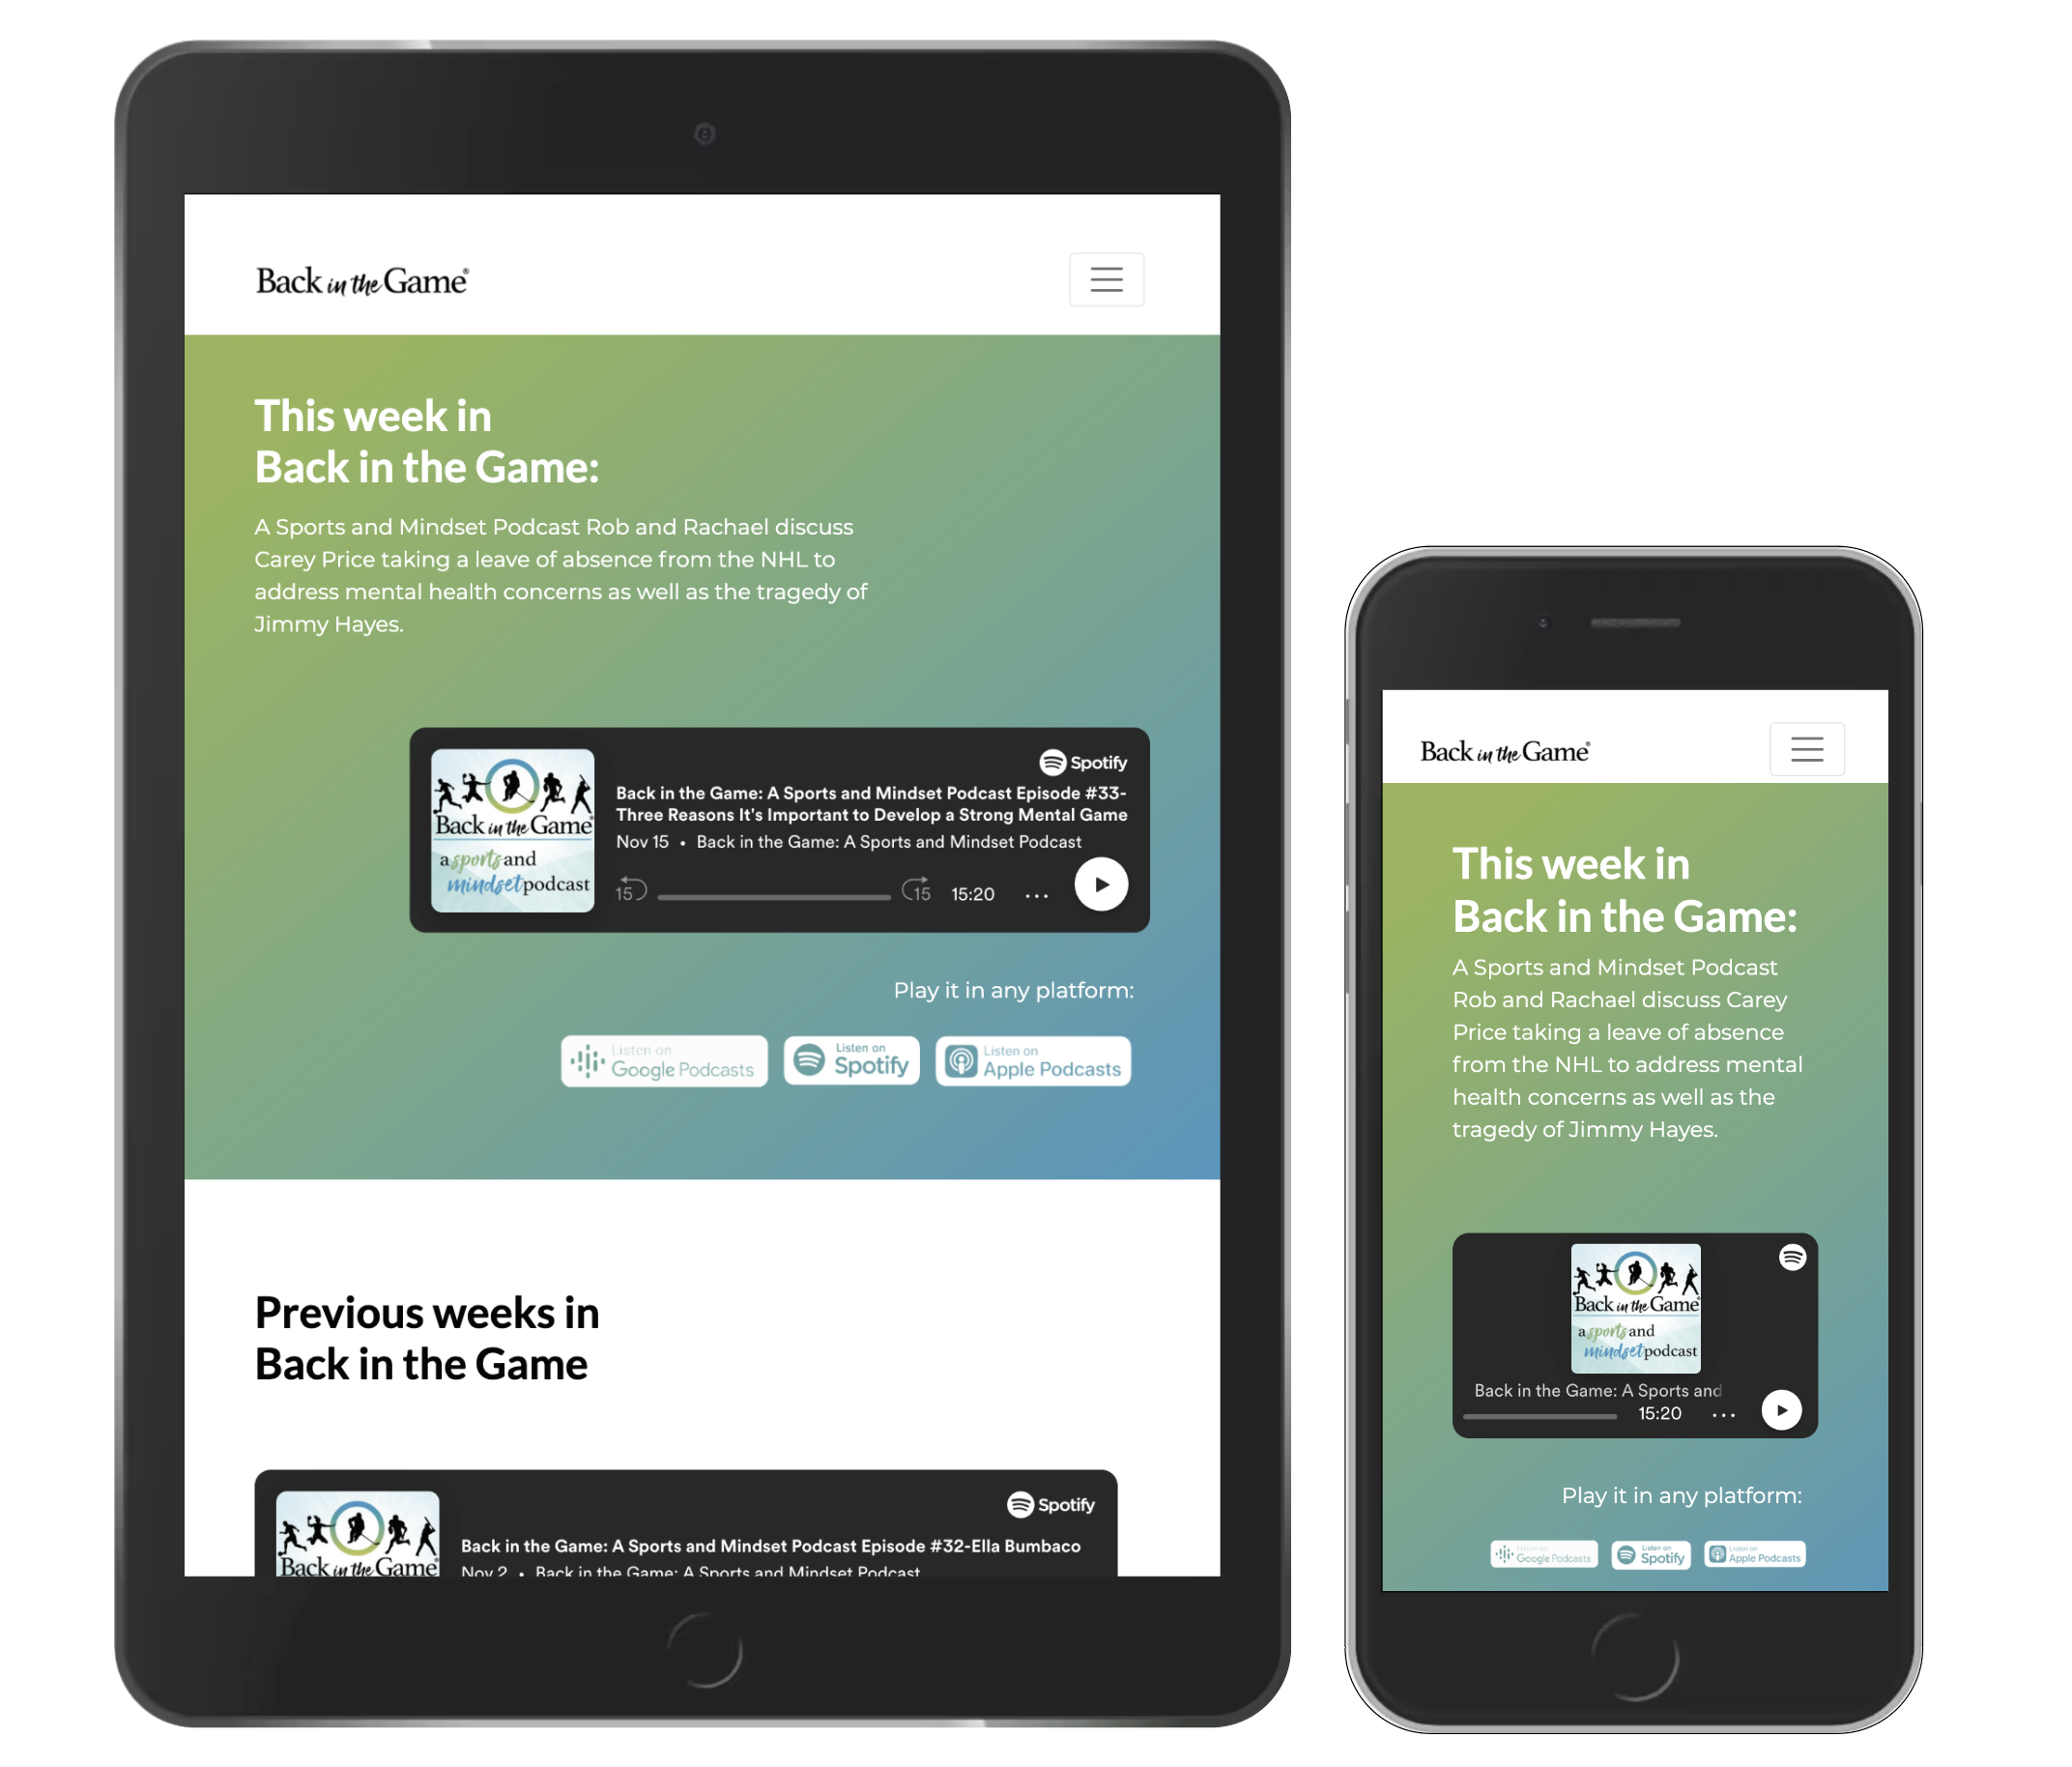 Back in the Game®
This week in
Back in the Game:
A Sports and Mindset Podcast Rob and Rachael discuss
Carey Price taking a leave of absence from the NHL to
address mental health concerns as well as the tragedy of
Jimmy Hayes.
Back in the Game®
a sports and
mindset podcast
Spotify
Back in the Game: A Sports and Mindset Podcast Episode #33-
Three Reasons It's Important to Develop a Strong Mental Game
Nov 15 • Back in the Game: A Sports and Mindset Podcast
15 15 15:20 ...
Play it in any platform:
Listen on
Google Podcasts
Listen on
Spotify
Listen on
Apple Podcasts
Previous weeks in
Back in the Game
Back in the Game
Spotify
Back in the Game: A Sports and Mindset Podcast Episode #32-Ella Bumbaco
Nov 2 • Back in the Game: A Sports and Mindset Podcast
Back in the Game®
This week in
Back in the Game:
A Sports and Mindset Podcast
Rob and Rachael discuss Carey
Price taking a leave of absence
from the NHL to address mental
health concerns as well as the
tragedy of Jimmy Hayes.
Back in the Game®
a sports and
mindset podcast
Back in the Game: A Sports and
15:20 ...
Play it in any platform:
Listen on
Google Podcasts
Listen on
Spotify
Listen on
Apple Podcasts